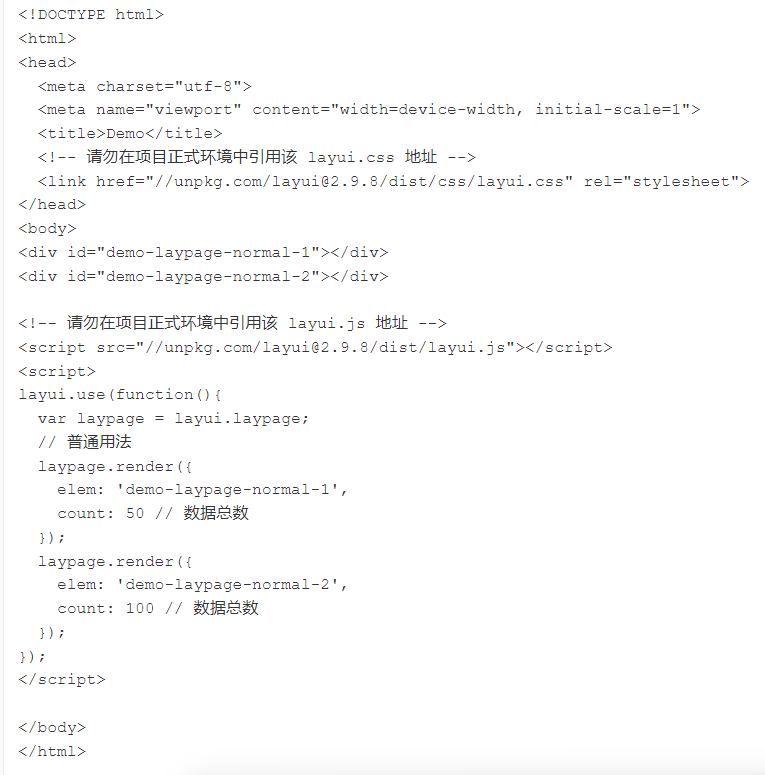 <!DOCTYPE html>
<html>
<head>
  <meta charset="utf-8">
  <meta name="viewport" content="width=device-width, initial-scale=1">
  <title>Demo</title>
  <!-- 请勿在项目正式环境中引用该 layui.css 地址 -->
  <link href="//unpkg.com/layui@2.9.8/dist/css/layui.css" rel="stylesheet">
</head>
<body>
<div id="demo-laypage-normal-1"></div>
<div id="demo-laypage-normal-2"></div>

<!-- 请勿在项目正式环境中引用该 layui.js 地址 -->
<script src="//unpkg.com/layui@2.9.8/dist/layui.js"></script>
<script>
layui.use(function(){
  var laypage = layui.laypage;
  // 普通用法
  laypage.render({
    elem: 'demo-laypage-normal-1',
    count: 50 // 数据总数
  });
  laypage.render({
    elem: 'demo-laypage-normal-2',
    count: 100 // 数据总数
  });
});
</script>

</body>
</html>